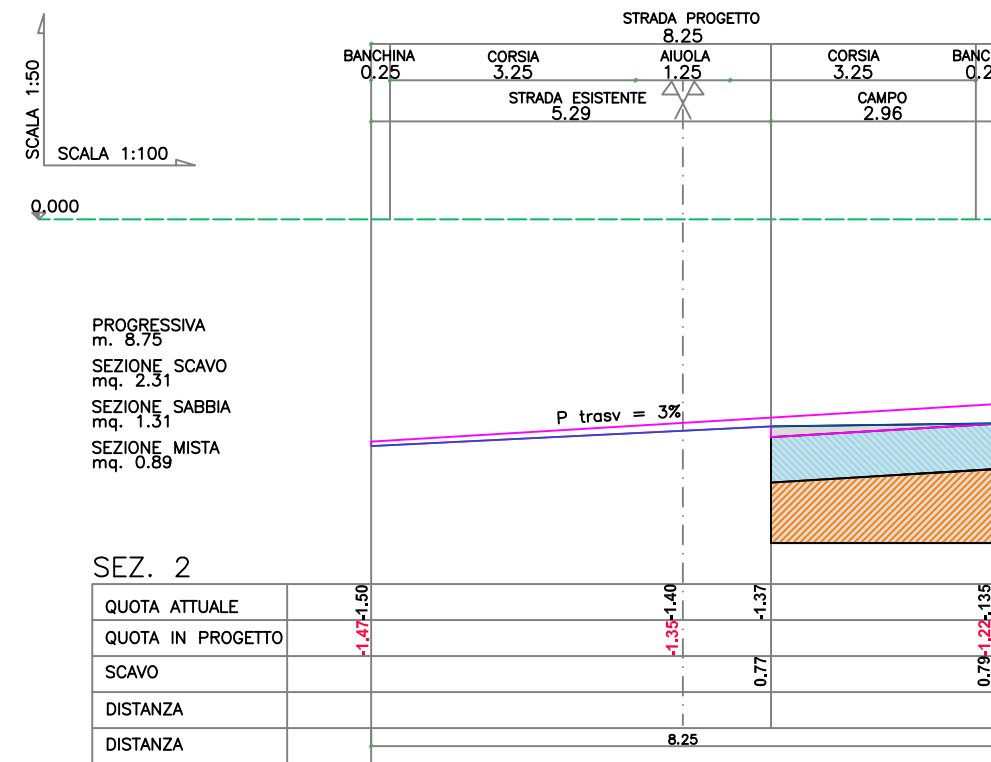 STRADA PROGETTO
8.25
BANCHINA CORSIA AIUOLA CORSIA BANC
0.25 3.25 1.25 3.25 0.2
STRADA ESISTENTE CAMPO
5.29 2.96
SCALA 1:50
SCALA 1:100
0.000
PROGRESSIVA
m. 8.75
SEZIONE SCAVO
mq. 2.31
SEZIONE SABBIA
mq. 1.31
SEZIONE MISTA
mq. 0.89
P trasv = 3%
SEZ. 2
QUOTA ATTUALE -1.50 -1.40 -1.37 -.135
QUOTA IN PROGETTO -1.47 -1.35 -1.22
SCAVO 0.77 0.79
DISTANZA
DISTANZA 8.25